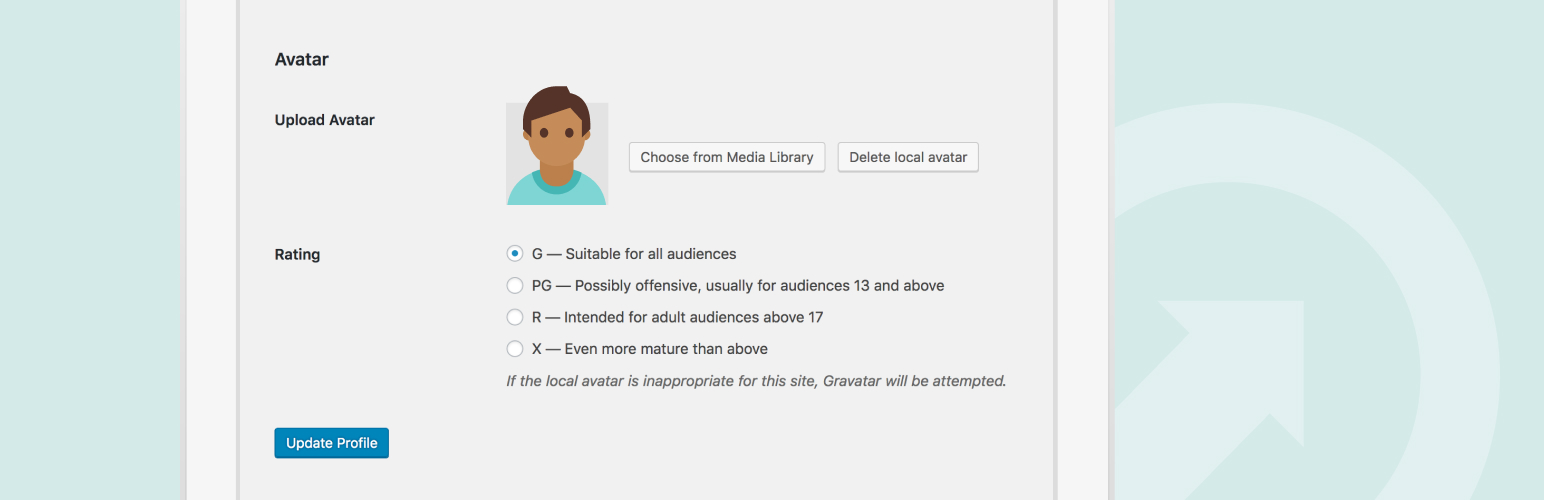 Avatar
Upload Avatar
Choose from Media Library
Delete local avatar
Rating
G — Suitable for all audiences
PG — Possibly offensive, usually for audiences 13 and above
R — Intended for adult audiences above 17
X — Even more mature than above
If the local avatar is inappropriate for this site, Gravatar will be attempted.
Update Profile